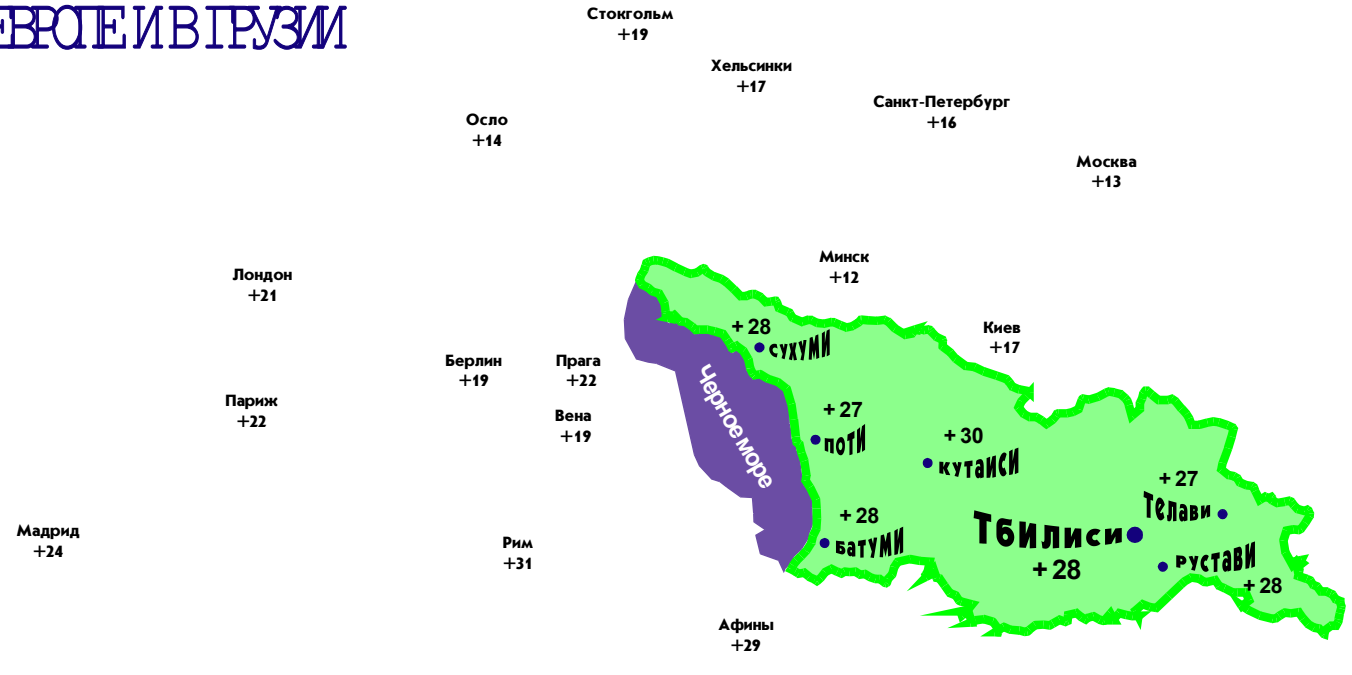 ЕВРОПЕ И В ГРУЗИИ
Стокгольм
+19
Хельсинки
+17
Санкт-Петербург
+16
Осло
+14
Москва
+13
Минск
+12
Лондон
+21
Киев
+17
+ 28
СУХУМИ
Берлин
+19
Прага
+22
Париж
+22
Вена
+19
Черное море
+ 27
ПОТИ
+ 30
КУТАИСИ
+ 27
Телави
Мадрид
+24
Рим
+31
+ 28
БАТУМИ
Тбилиси
+ 28
РУСТАВИ
+ 28
Афины
+29